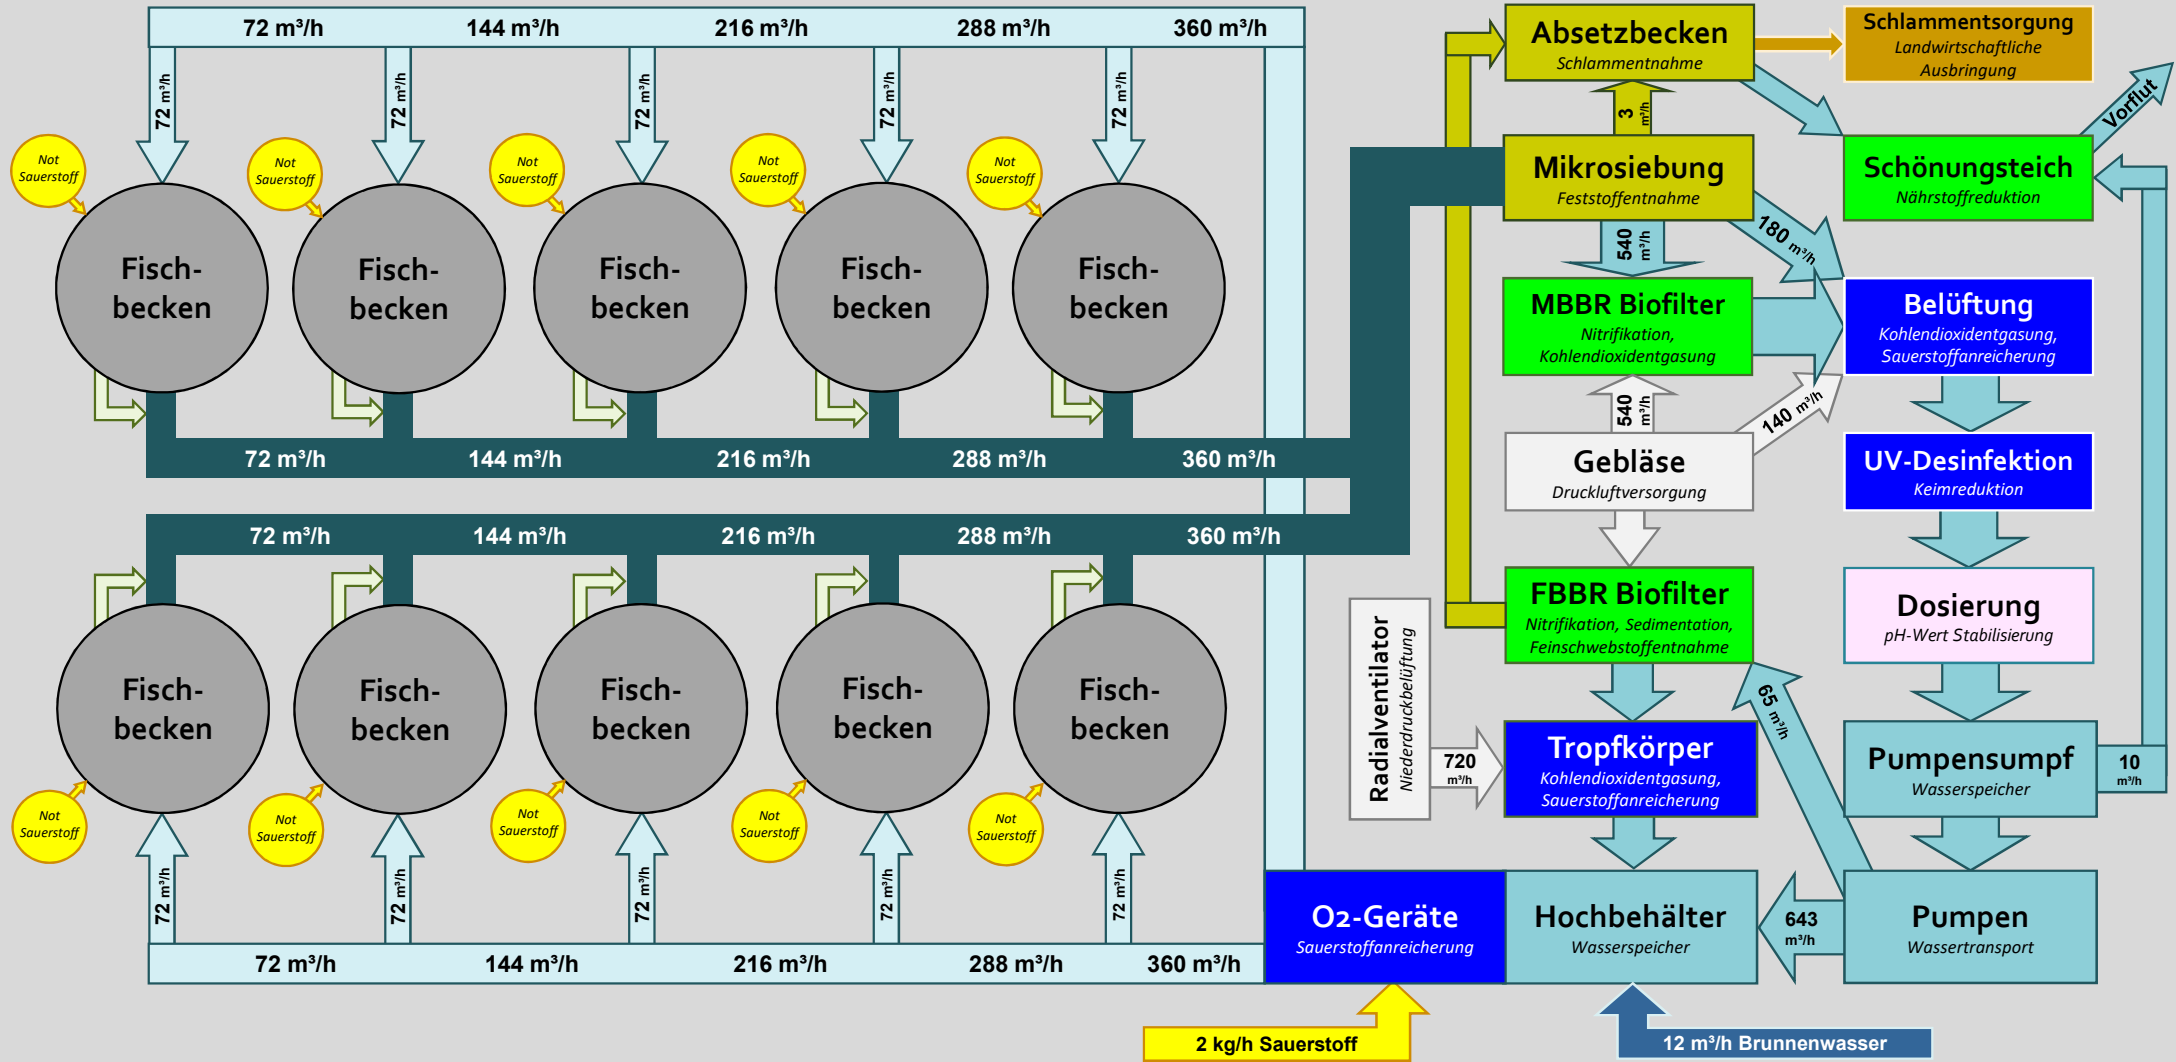 72 m³/h
144 m³/h
216 m³/h
288 m³/h
360 m³/h
72 m³/h
72 m³/h
72 m³/h
72 m³/h
72 m³/h
Not
Sauerstoff
Not
Sauerstoff
Not
Sauerstoff
Not
Sauerstoff
Not
Sauerstoff
Fisch-
becken
Fisch-
becken
Fisch-
becken
Fisch-
becken
Fisch-
becken
72 m³/h
144 m³/h
216 m³/h
288 m³/h
360 m³/h
72 m³/h
144 m³/h
216 m³/h
288 m³/h
360 m³/h
Fisch-
becken
Fisch-
becken
Fisch-
becken
Fisch-
becken
Fisch-
becken
Not
Sauerstoff
Not
Sauerstoff
Not
Sauerstoff
Not
Sauerstoff
Not
Sauerstoff
72 m³/h
72 m³/h
72 m³/h
72 m³/h
72 m³/h
72 m³/h
144 m³/h
216 m³/h
288 m³/h
360 m³/h
Absetzbecken
Schlammentnahme
Schlammentsorgung
Landwirtschaftliche
Ausbringung
3
m³/h
Vorflut
Mikrosiebung
Feststoffentnahme
Schönungsteich
Nährstoffreduktion
540
m³/h
180 m³/h
MBBR Biofilter
Nitrifikation,
Kohlendioxidentgasung
Belüftung
Kohlendioxidentgasung,
Sauerstoffanreicherung
540
m³/h
140 m³/h
Gebläse
Druckluftversorgung
UV-Desinfektion
Keimreduktion
FBBR Biofilter
Nitrifikation, Sedimentation,
Feinschwebstoffentnahme
Dosierung
pH-Wert Stabilisierung
Radialventilator
Niederdruckbelüftung
720
m³/h
65 m³/h
Tropfkörper
Kohlendioxidentgasung,
Sauerstoffanreicherung
Pumpensumpf
Wasserspeicher
10
m³/h
O2-Geräte
Sauerstoffanreicherung
Hochbehälter
Wasserspeicher
643
m³/h
Pumpen
Wassertransport
2 kg/h Sauerstoff
12 m³/h Brunnenwasser